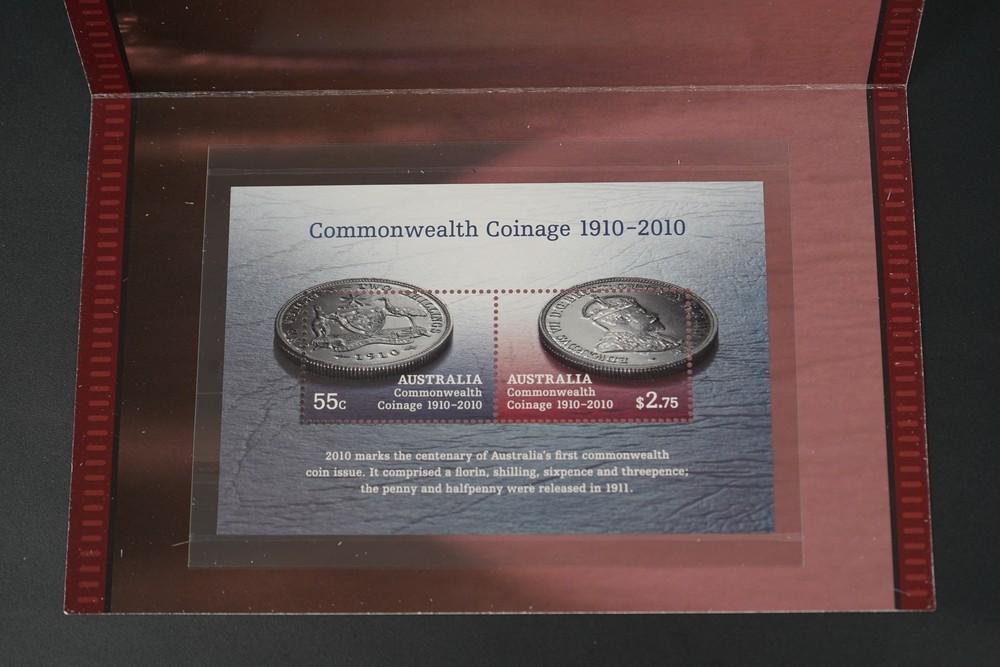 Commonwealth Coinage 1910–2010
TWO SHILLINGS
1910
AUSTRALIA
Commonwealth
Coinage 1910–2010
55c
AUSTRALIA
Commonwealth
Coinage 1910–2010
$2.75
2010 marks the centenary of Australia's first commonwealth
coin issue. It comprised a florin, shilling, sixpence and threepence;
the penny and halfpenny were released in 1911.